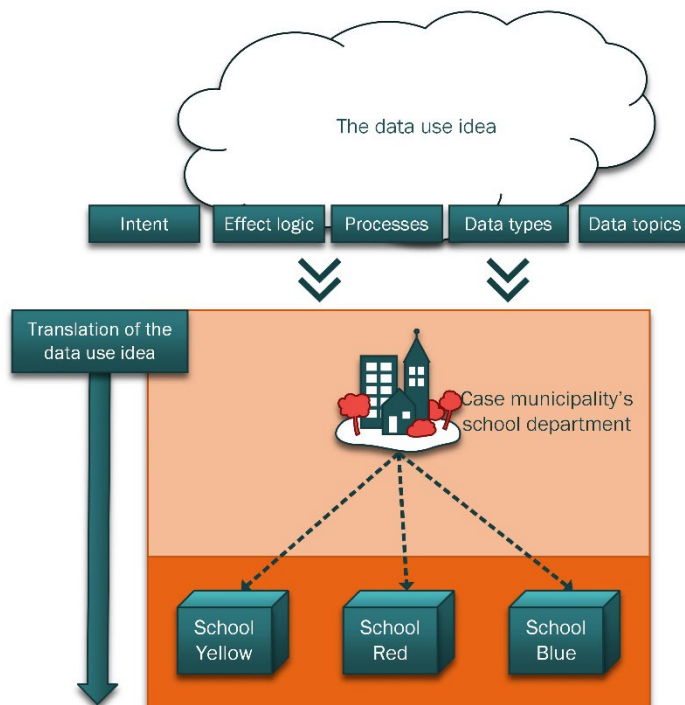 The data use idea
Intent
Effect logic
Processes
Data types
Data topics
Translation of the
data use idea
Case municipality's
school department
School
Yellow
School
Red
School
Blue